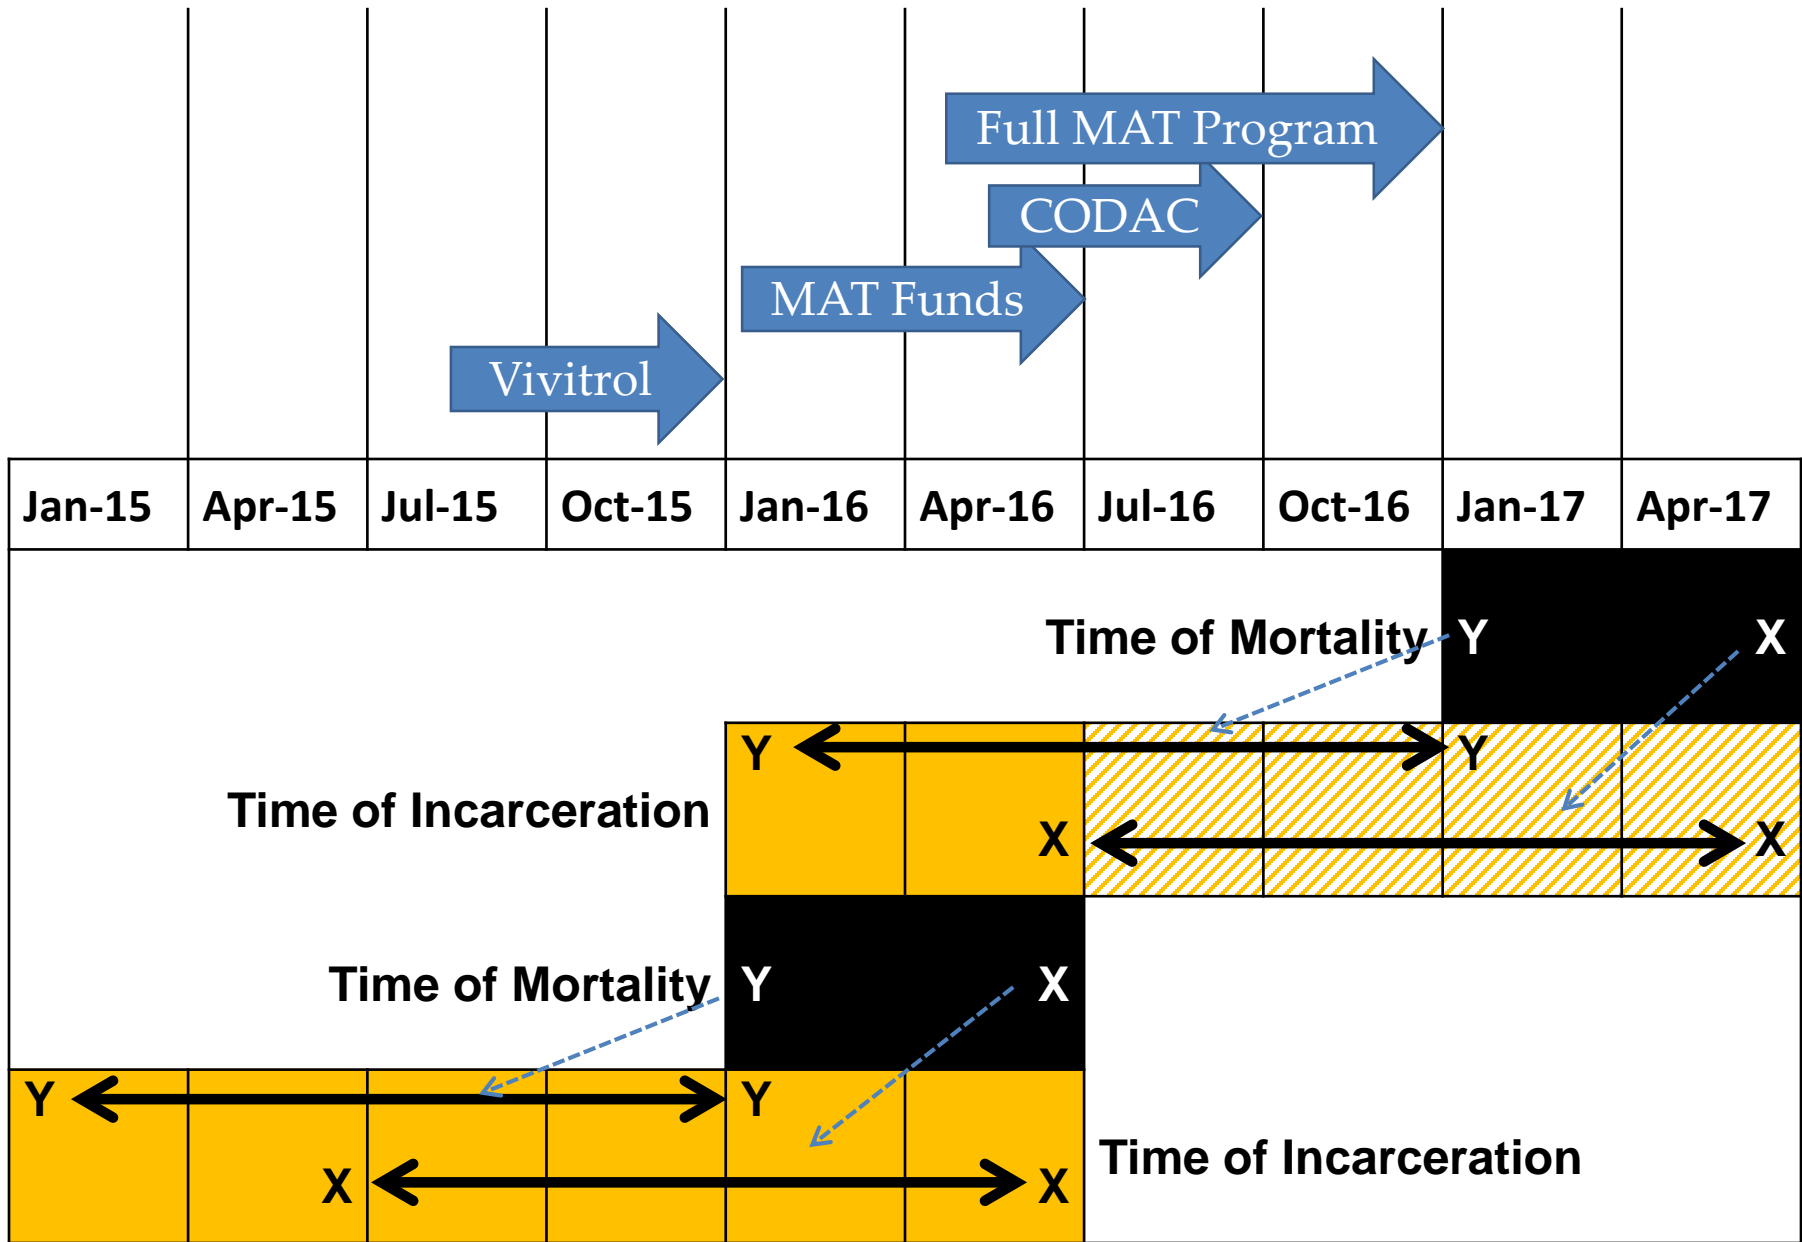 Full MAT Program
CODAC
MAT Funds
Vivitrol
Jan-15 Apr-15 Jul-15 Oct-15 Jan-16 Apr-16 Jul-16 Oct-16 Jan-17 Apr-17
Time of Mortality Y X
Y Y
Time of Incarceration
X X
Time of Mortality Y X
Y Y
Time of Incarceration
X X